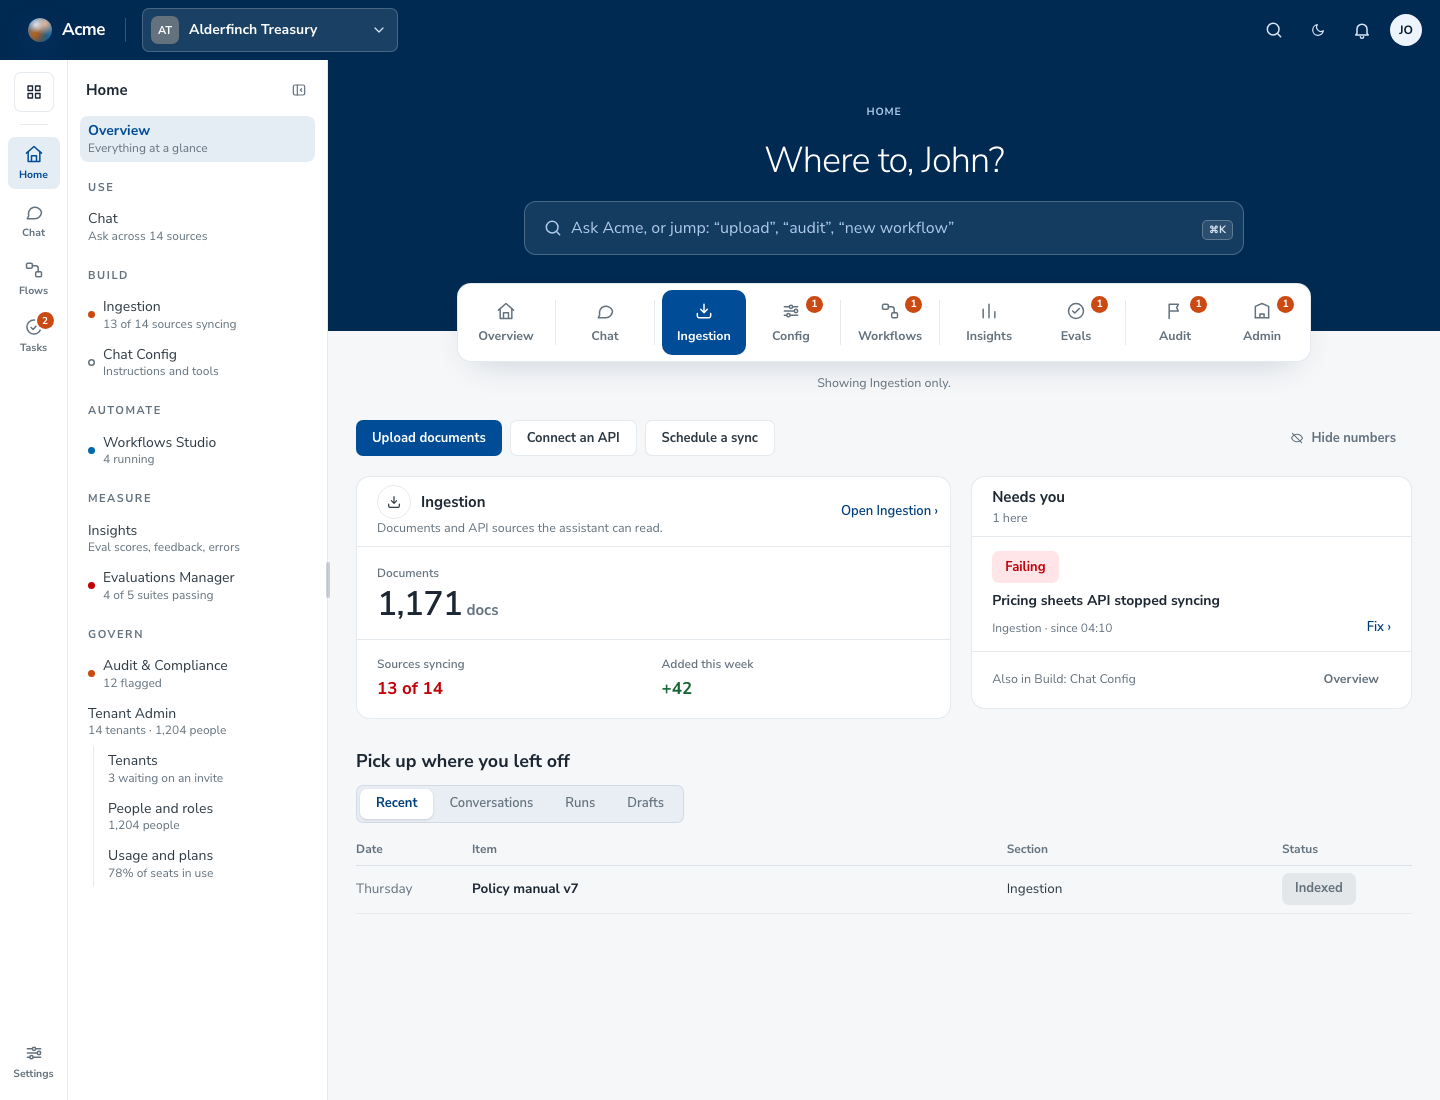 Acme
AT
Alderfinch Treasury
JO
Home
Chat
Flows
2
Tasks
Settings
Home
Overview
Everything at a glance
USE
Chat
Ask across 14 sources
BUILD
Ingestion
13 of 14 sources syncing
Chat Config
Instructions and tools
AUTOMATE
Workflows Studio
4 running
MEASURE
Insights
Eval scores, feedback, errors
Evaluations Manager
4 of 5 suites passing
GOVERN
Audit & Compliance
12 flagged
Tenant Admin
14 tenants · 1,204 people
Tenants
3 waiting on an invite
People and roles
1,204 people
Usage and plans
78% of seats in use
HOME
Where to, John?
Ask Acme, or jump: “upload”, “audit”, “new workflow”
⌘K
Overview
Chat
Ingestion
1
Config
1
Workflows
Insights
1
Evals
1
Audit
1
Admin
Showing Ingestion only.
Upload documents
Connect an API
Schedule a sync
Hide numbers
Ingestion
Documents and API sources the assistant can read.
Open Ingestion ›
Documents
1,171 docs
Sources syncing
13 of 14
Added this week
+42
Needs you
1 here
Failing
Pricing sheets API stopped syncing
Ingestion · since 04:10
Fix ›
Also in Build: Chat Config
Overview
Pick up where you left off
Recent
Conversations
Runs
Drafts
Date
Item
Section
Status
Thursday
Policy manual v7
Ingestion
Indexed